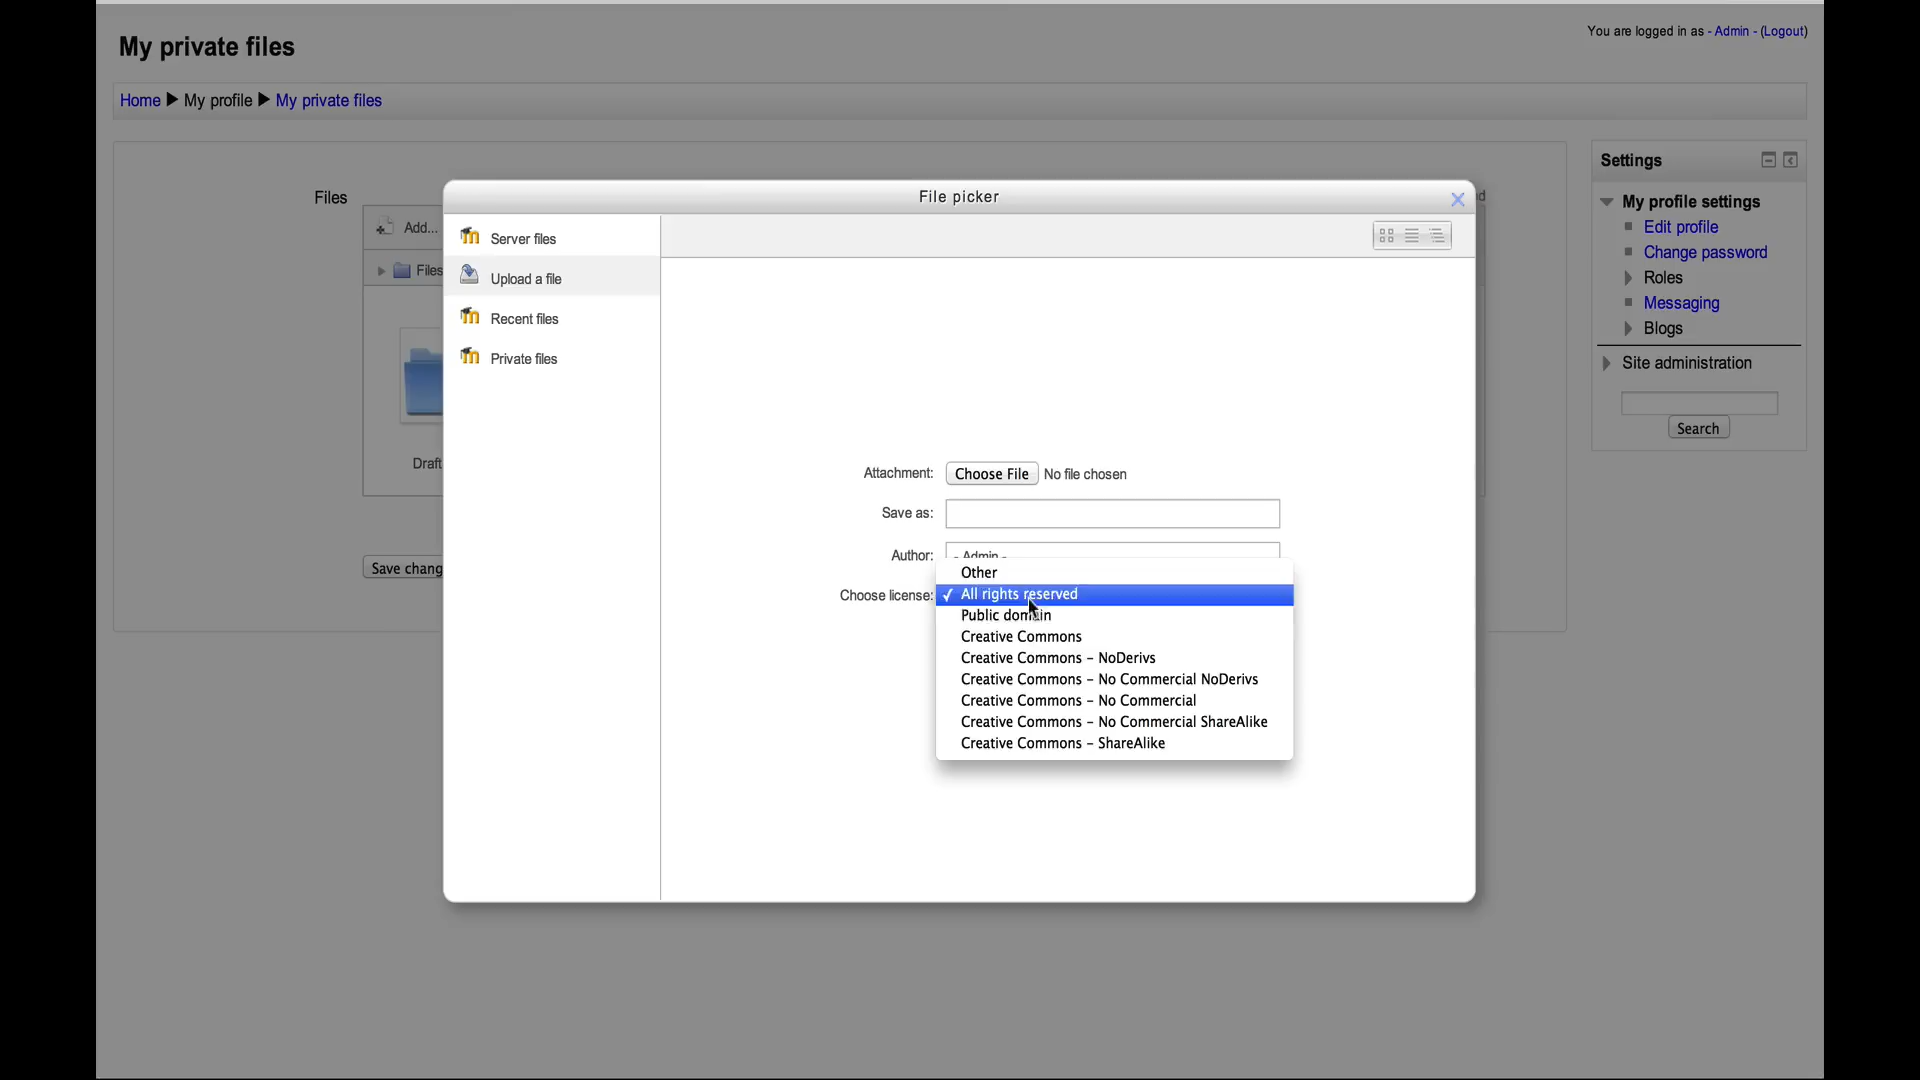 My private files
You are logged in as - Admin - (Logout)
Home ▶ My profile ▶ My private files
Files
Add...
Files
Draft
Save chang
File picker
Server files
Upload a file
Recent files
Private files
Attachment: Choose File No file chosen
Save as:
Author: - Admin -
Choose license:
Other
✓ All rights reserved
Public domain
Creative Commons
Creative Commons – NoDerivs
Creative Commons – No Commercial NoDerivs
Creative Commons – No Commercial
Creative Commons – No Commercial ShareAlike
Creative Commons – ShareAlike
Settings
My profile settings
Edit profile
Change password
Roles
Messaging
Blogs
Site administration
Search